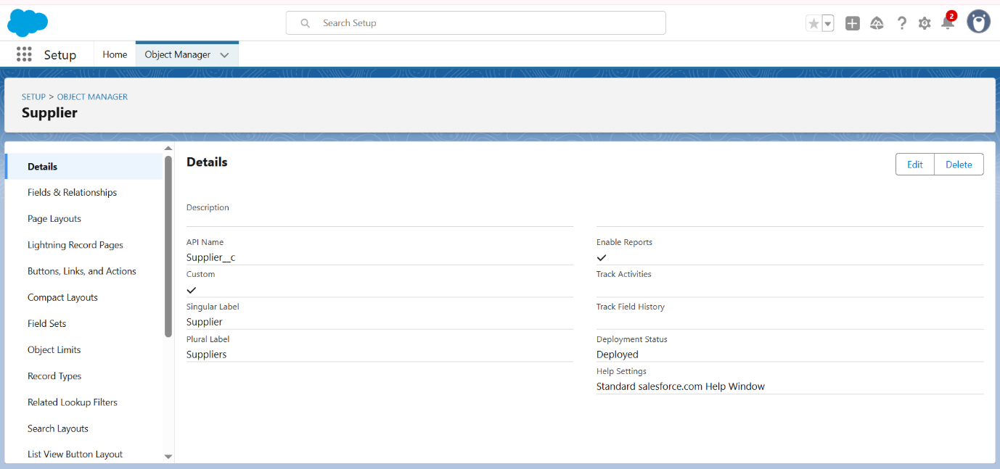 Search Setup
2
Setup
Home
Object Manager
SETUP > OBJECT MANAGER
Supplier
Details
Fields & Relationships
Page Layouts
Lightning Record Pages
Buttons, Links, and Actions
Compact Layouts
Field Sets
Object Limits
Record Types
Related Lookup Filters
Search Layouts
List View Button Layout
Details
Edit
Delete
Description
API Name
Supplier__c
Custom
Singular Label
Supplier
Plural Label
Suppliers
Enable Reports
Track Activities
Track Field History
Deployment Status
Deployed
Help Settings
Standard salesforce.com Help Window